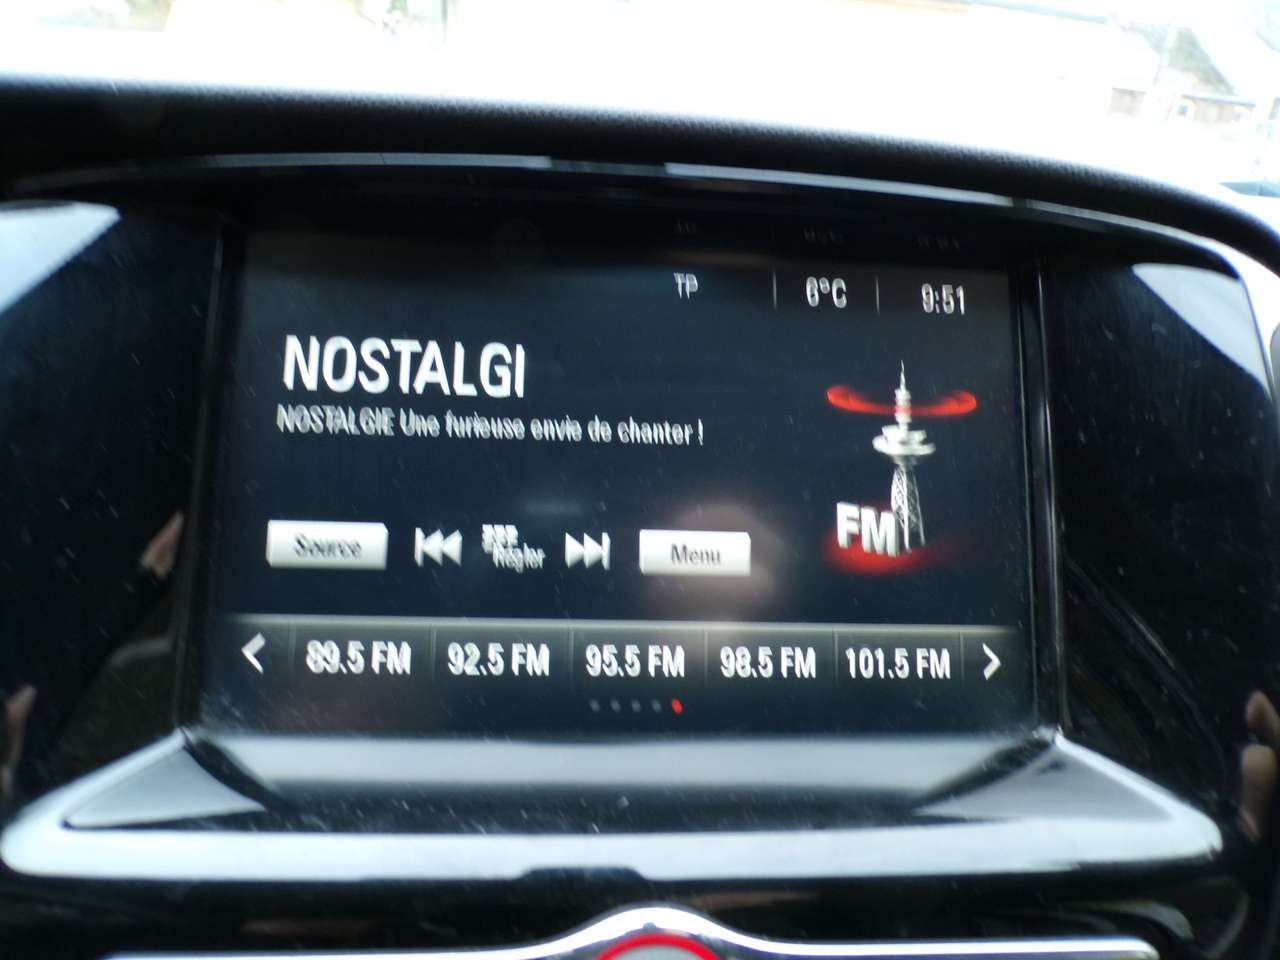 TP 6°C 9:51
NOSTALGI
NOSTALGIE Une furieuse envie de chanter !
FM
Source Régler Menu
89.5 FM 92.5 FM 95.5 FM 98.5 FM 101.5 FM